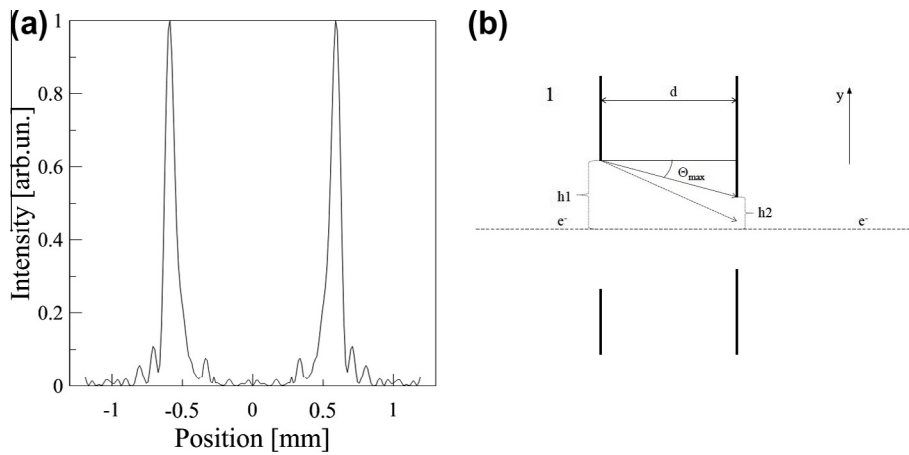 (a)
1
0.8
0.6
0.4
0.2
0
Intensity [arb.un.]
-1
-0.5
0
0.5
1
Position [mm]
(b)
1
d
y
Θmax
h1
h2
e-
e-